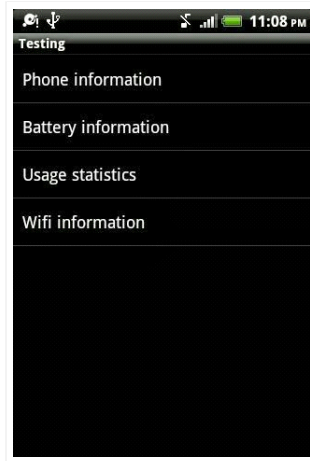 11:08 PM
Testing
Phone information
Battery information
Usage statistics
Wifi information